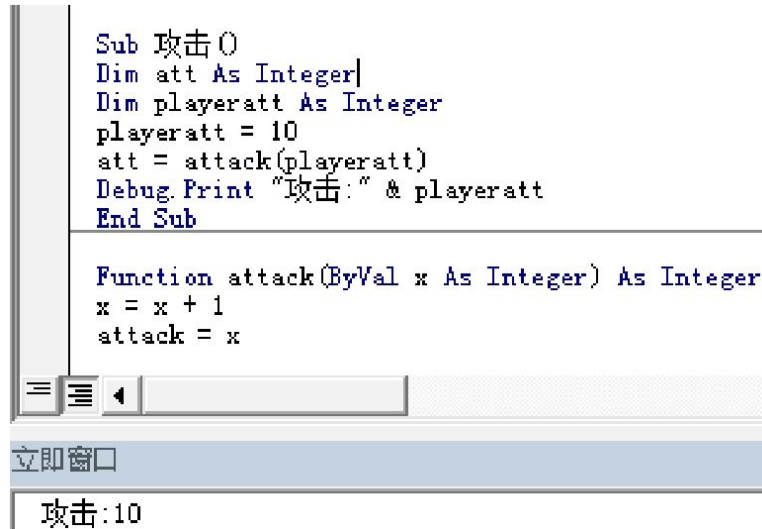 Sub 攻击()
Dim att As Integer
Dim playeratt As Integer
playeratt = 10
att = attack(playeratt)
Debug.Print "攻击:" & playeratt
End Sub
Function attack(ByVal x As Integer) As Integer
x = x + 1
attack = x
立即窗口
攻击:10